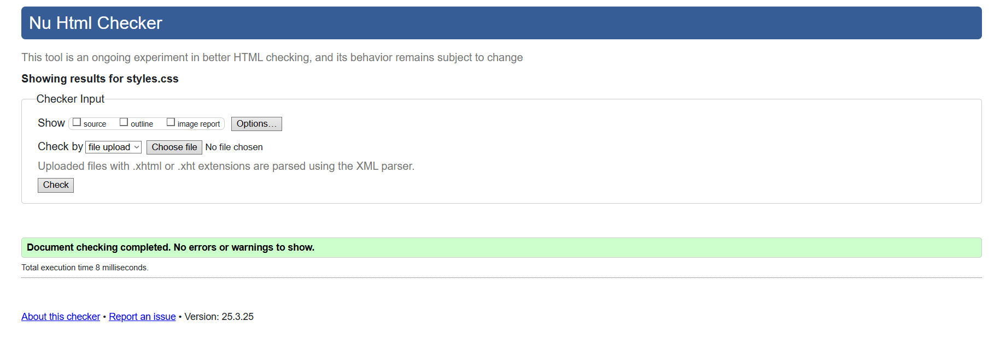 Nu Html Checker
This tool is an ongoing experiment in better HTML checking, and its behavior remains subject to change
Showing results for styles.css
Checker Input
Show source outline image report Options…
Check by file upload Choose file No file chosen
Uploaded files with .xhtml or .xht extensions are parsed using the XML parser.
Check
Document checking completed. No errors or warnings to show.
Total execution time 8 milliseconds.
About this checker • Report an issue • Version: 25.3.25